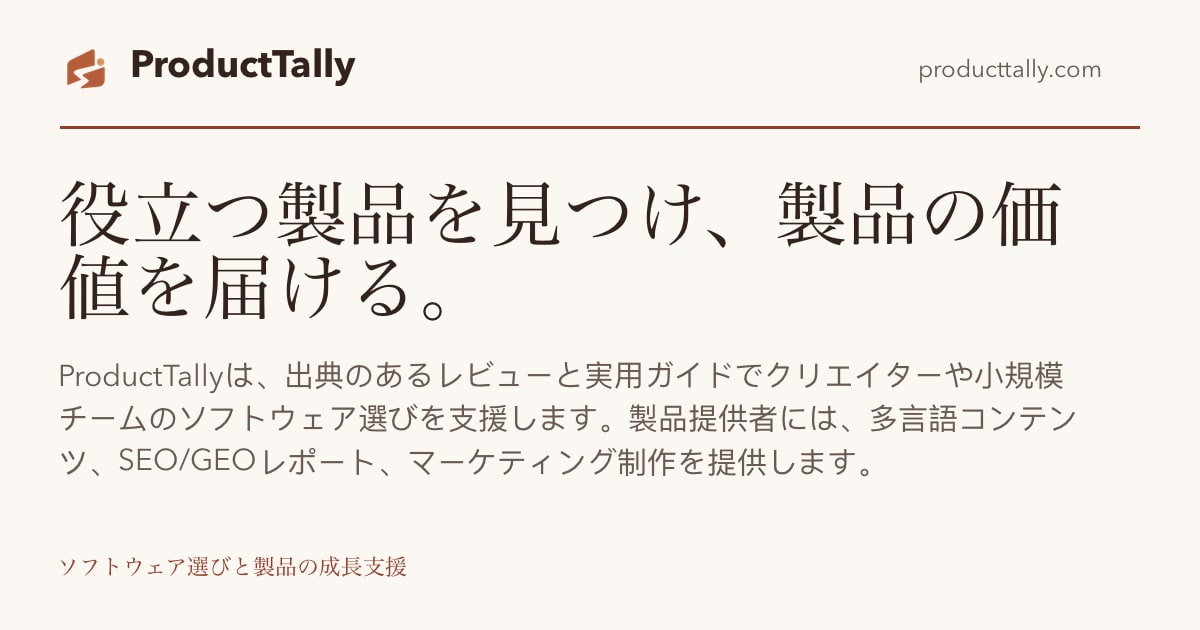 ProductTally
producttally.com
役立つ製品を見つけ、製品の価
値を届ける。
ProductTallyは、出典のあるレビューと実用ガイドでクリエイターや小規模
チームのソフトウェア選びを支援します。製品提供者には、多言語コンテン
ツ、SEO/GEOレポート、マーケティング制作を提供します。
ソフトウェア選びと製品の成長支援